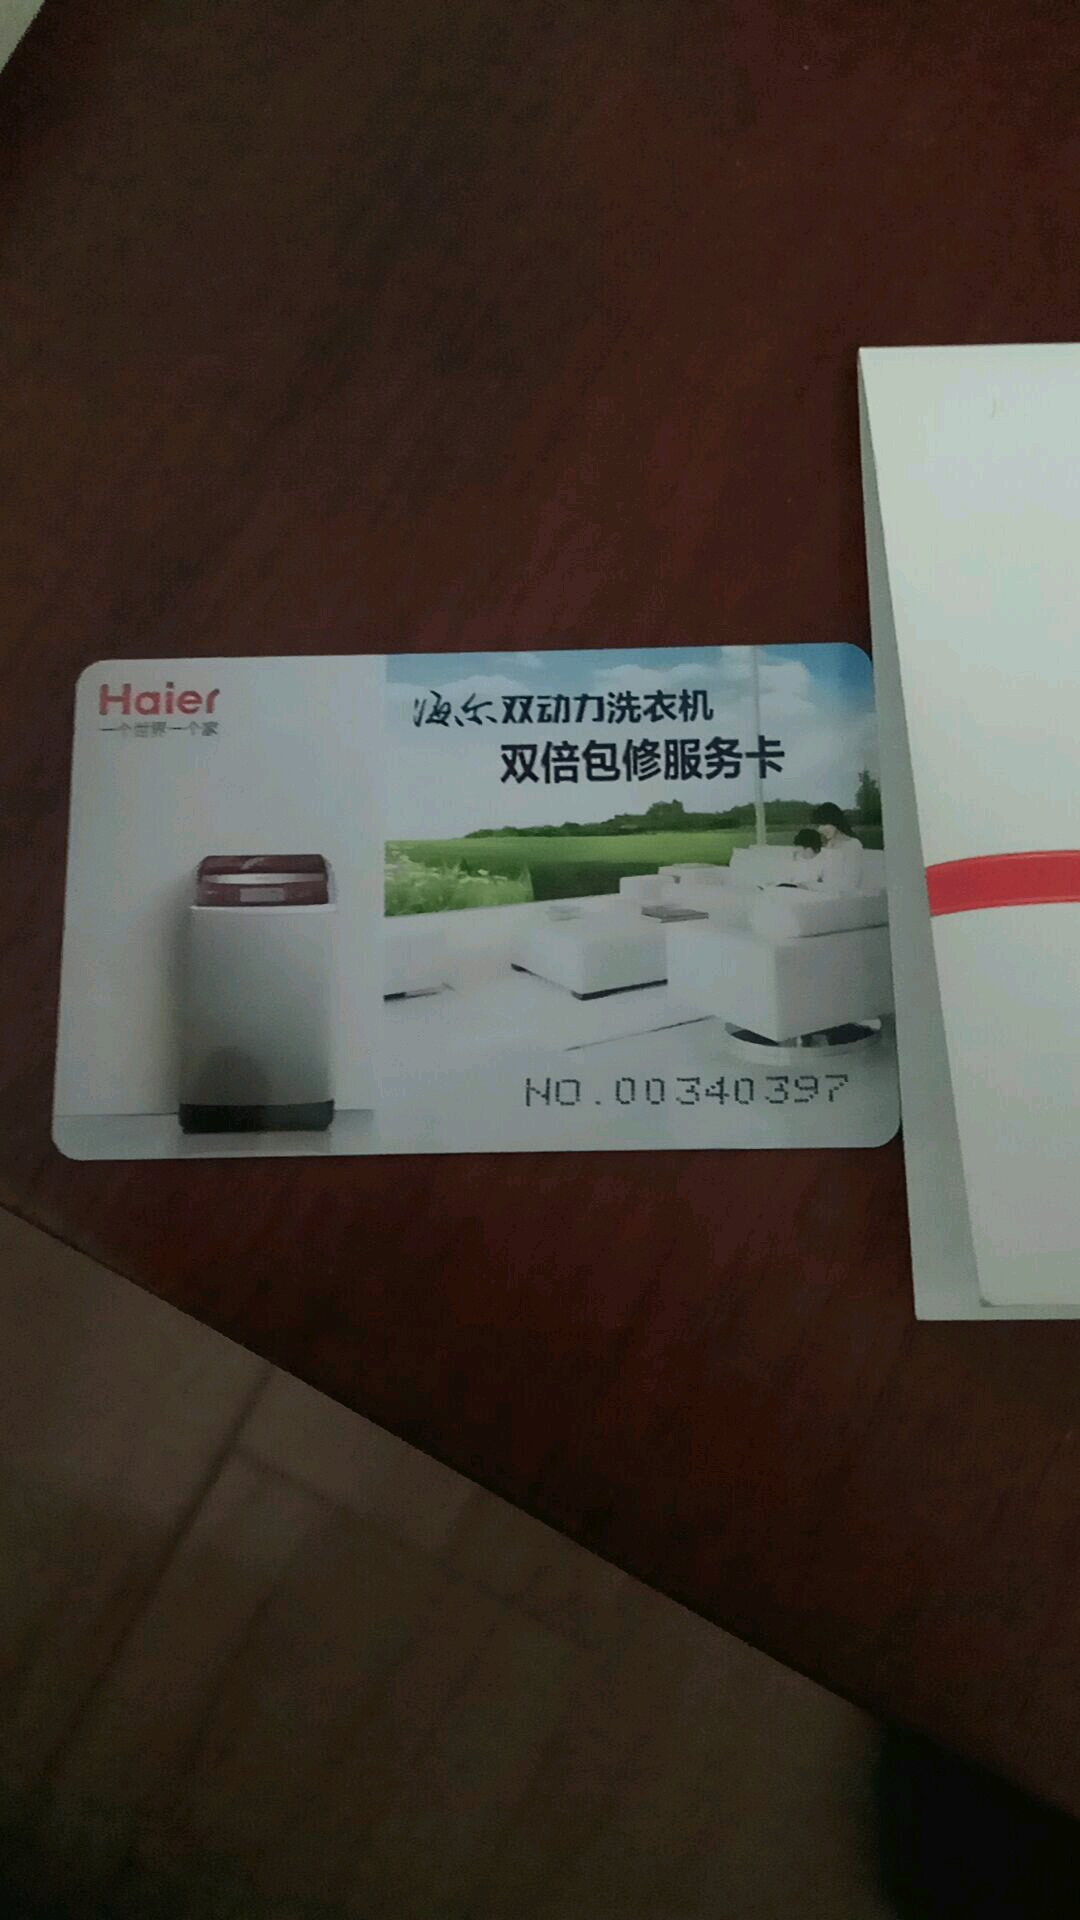 Haier
一个世界一个家
海尔双动力洗衣机
双倍包修服务卡
NO.00340397